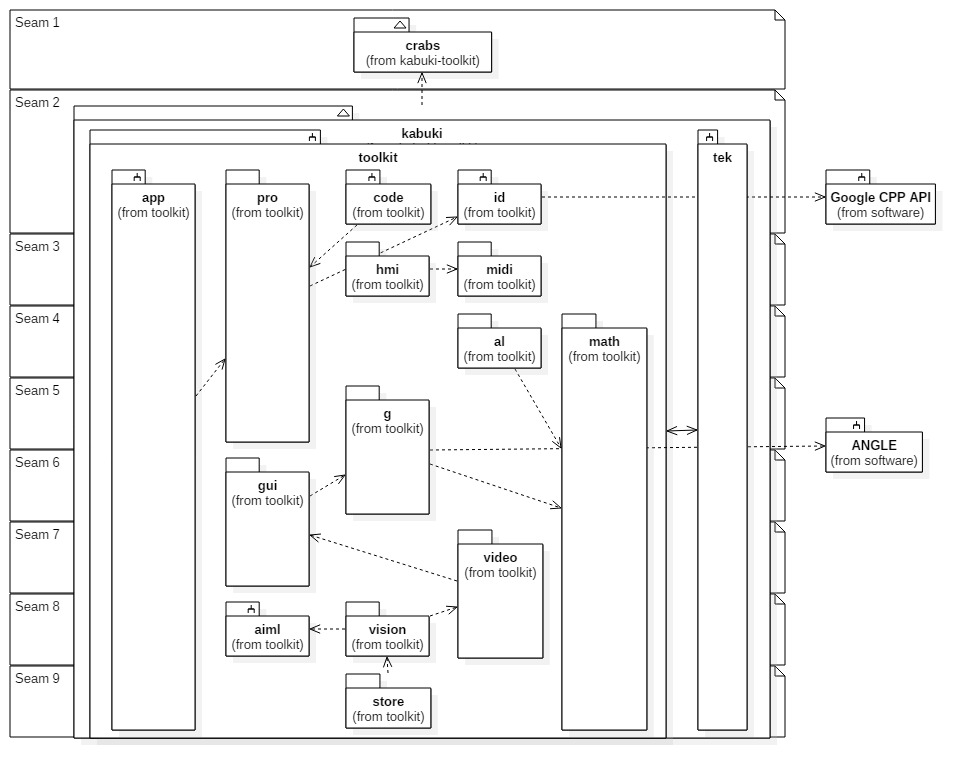 Seam 1
crabs
(from kabuki-toolkit)
Seam 2
kabuki
toolkit
tek
app
(from toolkit)
pro
(from toolkit)
code
(from toolkit)
id
(from toolkit)
Google CPP API
(from software)
Seam 3
hmi
(from toolkit)
midi
(from toolkit)
Seam 4
al
(from toolkit)
math
(from toolkit)
Seam 5
g
(from toolkit)
ANGLE
(from software)
Seam 6
gui
(from toolkit)
Seam 7
video
(from toolkit)
Seam 8
aiml
(from toolkit)
vision
(from toolkit)
Seam 9
store
(from toolkit)